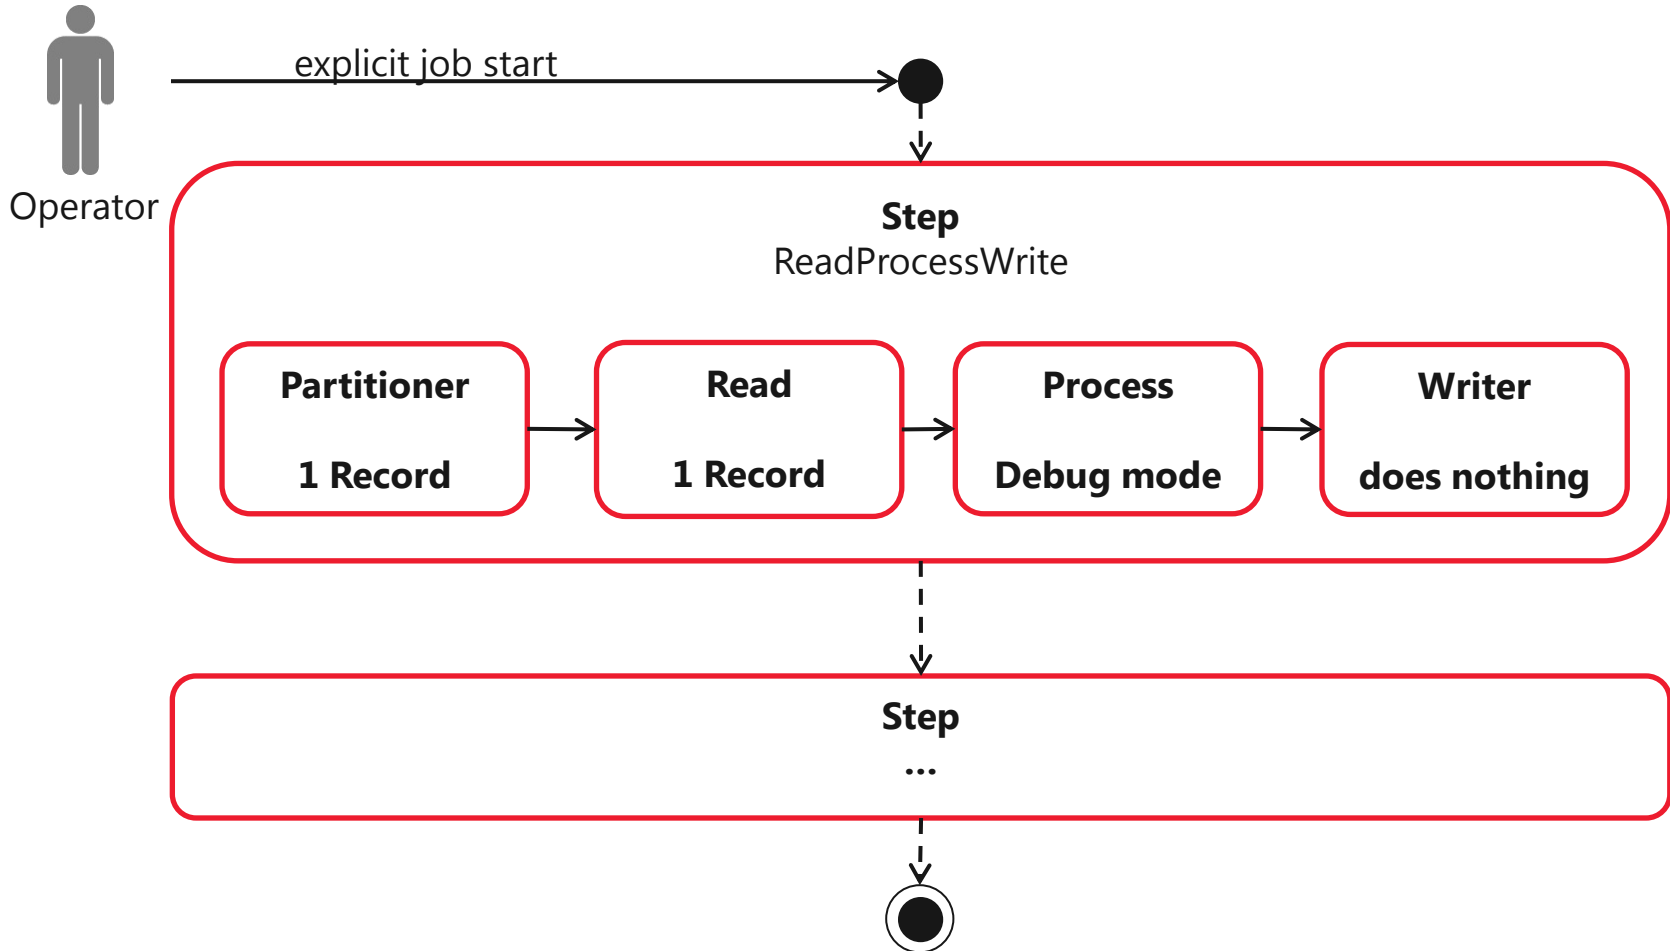 explicit job start
Operator
Step
ReadProcessWrite
Partitioner
1 Record
Read
1 Record
Process
Debug mode
Writer
does nothing
Step
...